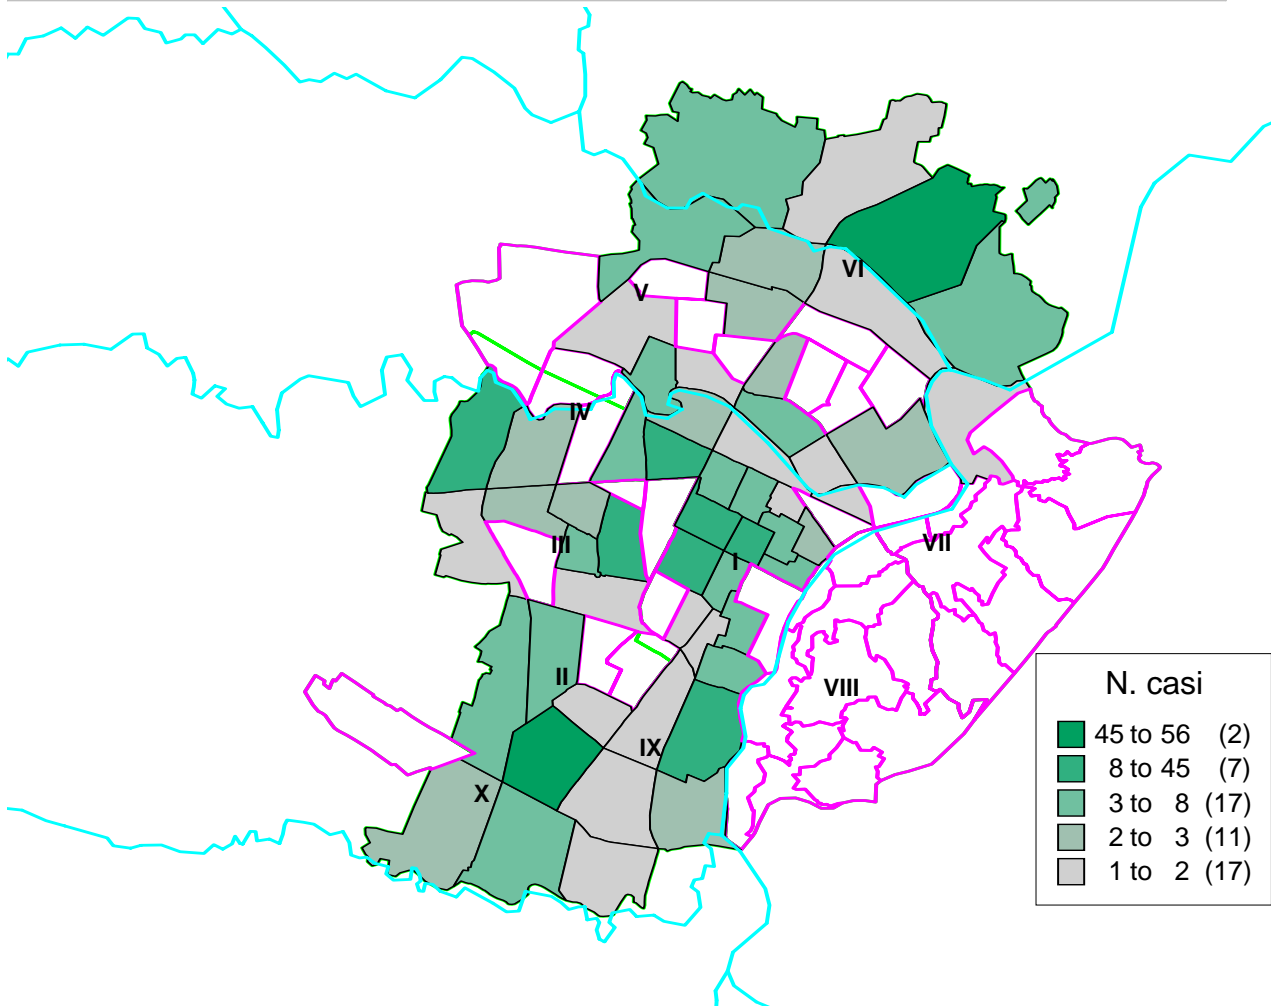 VI
V
IV
III
I
VII
II
VIII
IX
X
N. casi
45 to 56 (2)
8 to 45 (7)
3 to 8 (17)
2 to 3 (11)
1 to 2 (17)